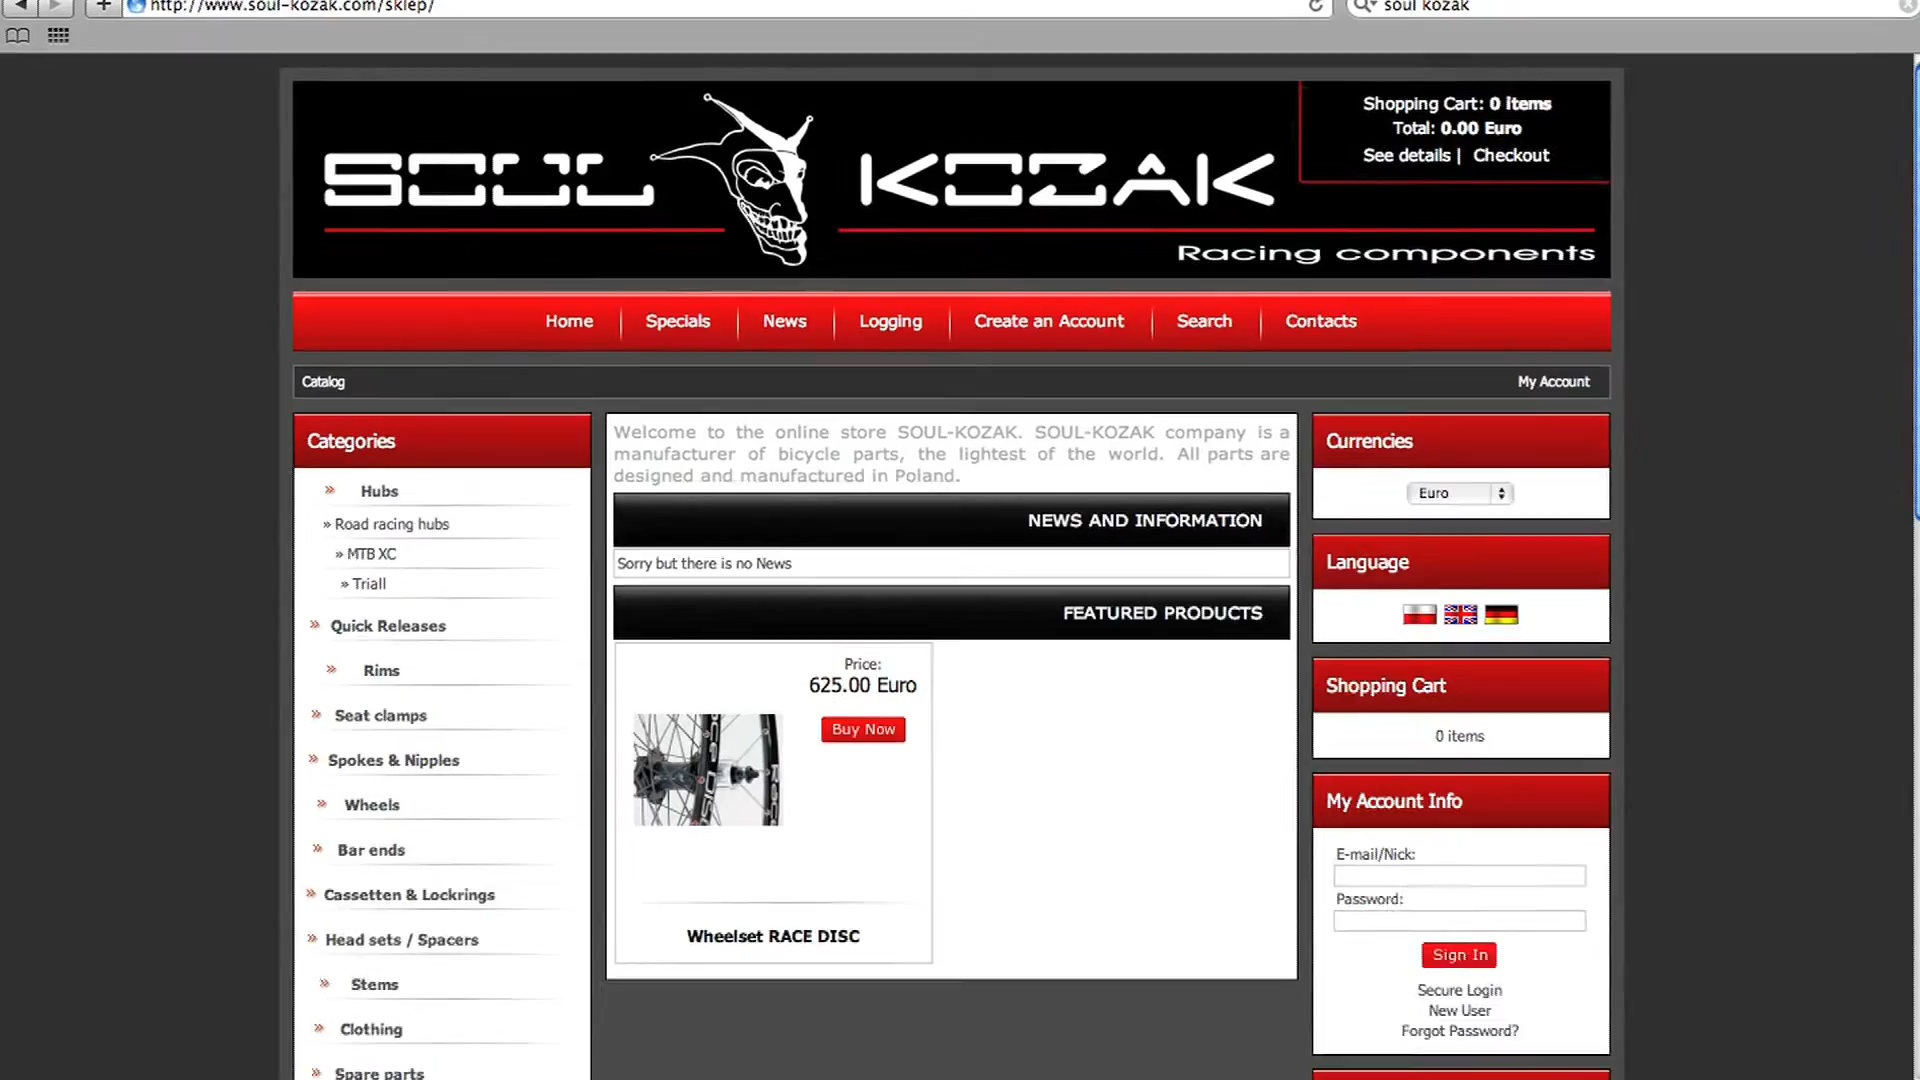 http://www.soul-kozak.com/sklep/
soul kozak
SOUL KOZAK
Racing components
Shopping Cart: 0 items
Total: 0.00 Euro
See details | Checkout
Home
Specials
News
Logging
Create an Account
Search
Contacts
Catalog
My Account
Categories
» Hubs
» Road racing hubs
» MTB XC
» Triall
» Quick Releases
» Rims
» Seat clamps
» Spokes & Nipples
» Wheels
» Bar ends
» Cassetten & Lockrings
» Head sets / Spacers
» Stems
» Clothing
» Spare parts
Welcome to the online store SOUL-KOZAK. SOUL-KOZAK company is a
manufacturer of bicycle parts, the lightest of the world. All parts are
designed and manufactured in Poland.
NEWS AND INFORMATION
Sorry but there is no News
FEATURED PRODUCTS
Price:
625.00 Euro
Buy Now
Wheelset RACE DISC
Currencies
Euro
Language
Shopping Cart
0 items
My Account Info
E-mail/Nick:
Password:
Sign In
Secure Login
New User
Forgot Password?